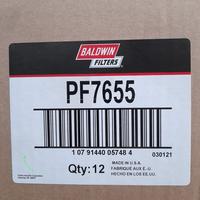 BALDWIN
FILTERS
PF7655
1 07 91440 05748 4
030121
Qty: 12
MADE IN U.S.A.
FABRIQUE AUX E.-U.
HECHO EN LOS EE. UU.